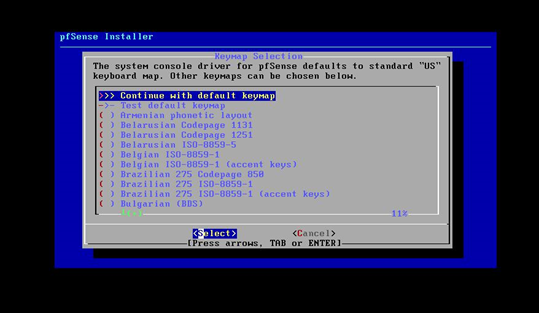 pfSense Installer
Keymap Selection
The system console driver for pfSense defaults to standard "US"
keyboard map. Other keymaps can be chosen below.
>>> Continue with default keymap
->- Test default keymap
( ) Armenian phonetic layout
( ) Belarusian Codepage 1131
( ) Belarusian Codepage 1251
( ) Belarusian ISO-8859-5
( ) Belgian ISO-8859-1
( ) Belgian ISO-8859-1 (accent keys)
( ) Brazilian 275 Codepage 850
( ) Brazilian 275 ISO-8859-1
( ) Brazilian 275 ISO-8859-1 (accent keys)
( ) Bulgarian (BDS)
11%
<Select> <Cancel>
[Press arrows, TAB or ENTER]